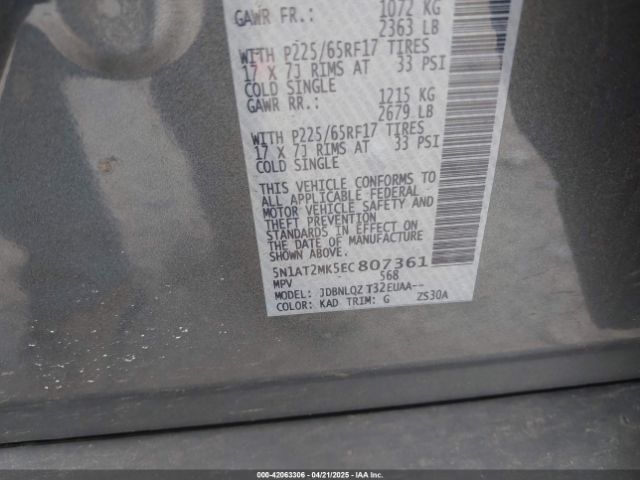 GAWR FR.: 1072 KG
2363 LB
WITH P225/65RF17 TIRES
17 X 7J RIMS AT 33 PSI
COLD SINGLE
GAWR RR.: 1215 KG
2679 LB
WITH P225/65RF17 TIRES
17 X 7J RIMS AT 33 PSI
COLD SINGLE
THIS VEHICLE CONFORMS TO
ALL APPLICABLE FEDERAL
MOTOR VEHICLE SAFETY AND
THEFT PREVENTION
STANDARDS IN EFFECT ON
THE DATE OF MANUFACTURE
SHOWN ABOVE.
5N1AT2MK5EC807361
MPV - 568
MODEL: JDBNLQZ T32EUAA--
COLOR: KAD TRIM: G ZS30A
000-42063306 - 04/21/2025 - IAAI.COM